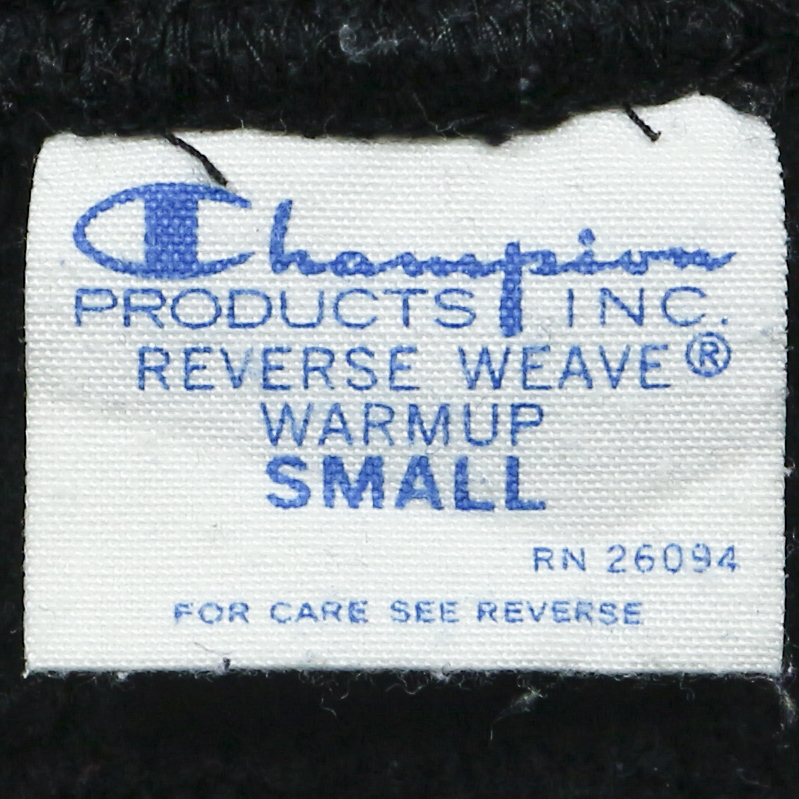 Champion
PRODUCTS INC.
REVERSE WEAVE®
WARMUP
SMALL
RN 26094
FOR CARE SEE REVERSE